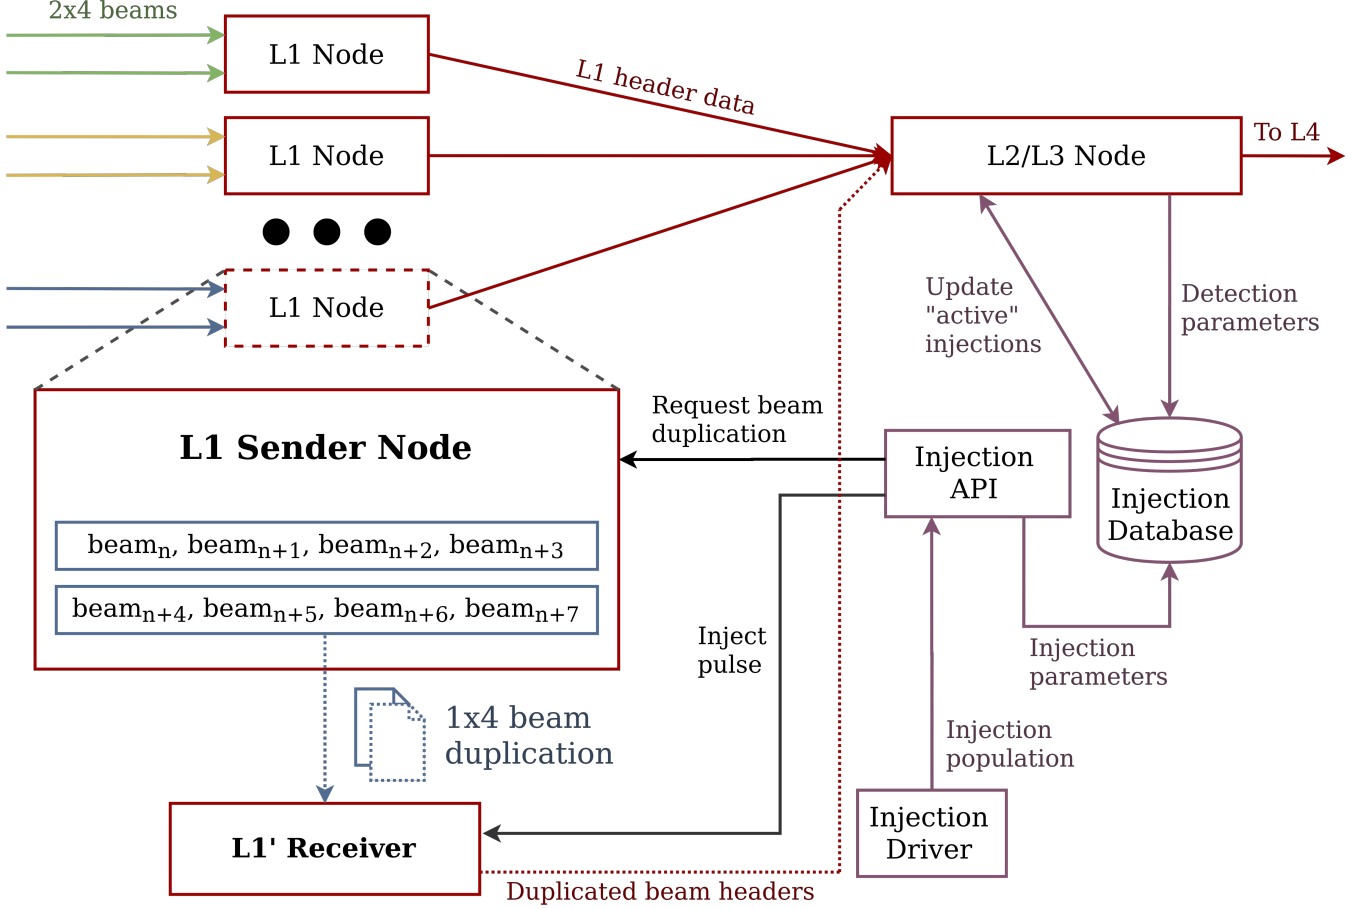 2x4 beams
L1 Node
L1 header data
L1 Node
L2/L3 Node
To L4
L1 Node
Update
"active"
injections
Detection
parameters
Request beam
duplication
L1 Sender Node
Injection
API
Injection
Database
beamn, beamn+1, beamn+2, beamn+3
beamn+4, beamn+5, beamn+6, beamn+7
Inject
pulse
Injection
parameters
1x4 beam
duplication
Injection
population
L1' Receiver
Injection
Driver
Duplicated beam headers